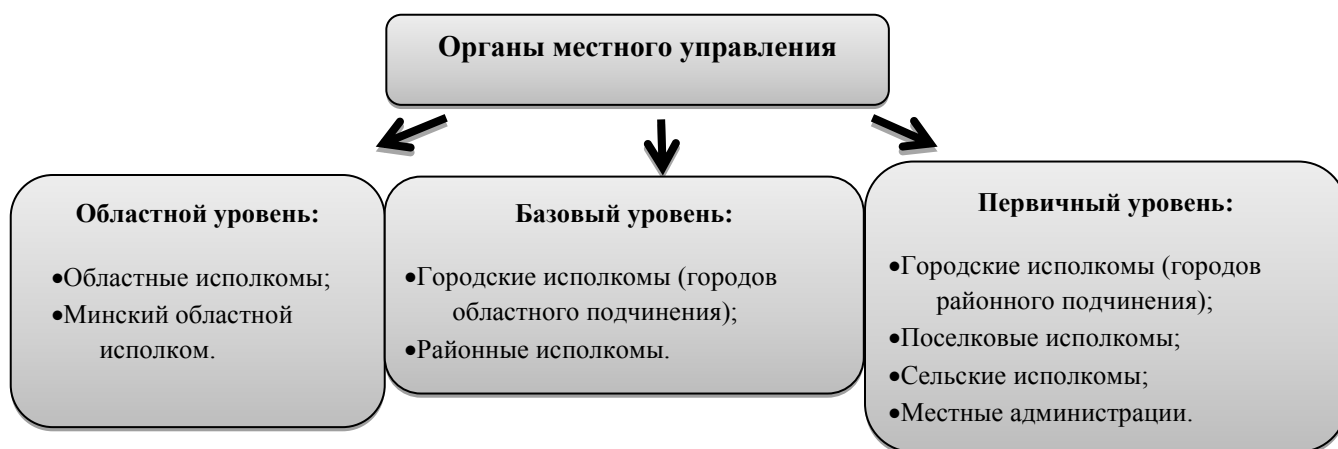 Органы местного управления
Областной уровень:
•Областные исполкомы;
•Минский областной
исполком.
Базовый уровень:
•Городские исполкомы (городов
областного подчинения);
•Районные исполкомы.
Первичный уровень:
•Городские исполкомы (городов
районного подчинения);
•Поселковые исполкомы;
•Сельские исполкомы;
•Местные администрации.